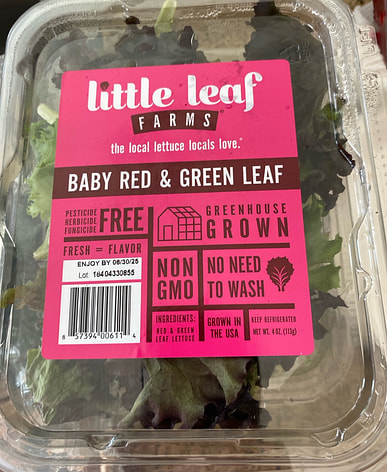 little leaf
FARMS®
the local lettuce locals love.®
BABY RED & GREEN LEAF
PESTICIDE
HERBICIDE
FUNGICIDE
FREE
GREENHOUSE
GROWN
FRESH = FLAVOR
ENJOY BY 06/30/25
Lot 16404330855
NON
GMO
NO NEED
TO WASH
8 57394 00611 4
INGREDIENTS:
RED & GREEN
LEAF LETTUCE
GROWN IN
THE USA
KEEP REFRIGERATED
NET WT. 4 OZ. (113g)